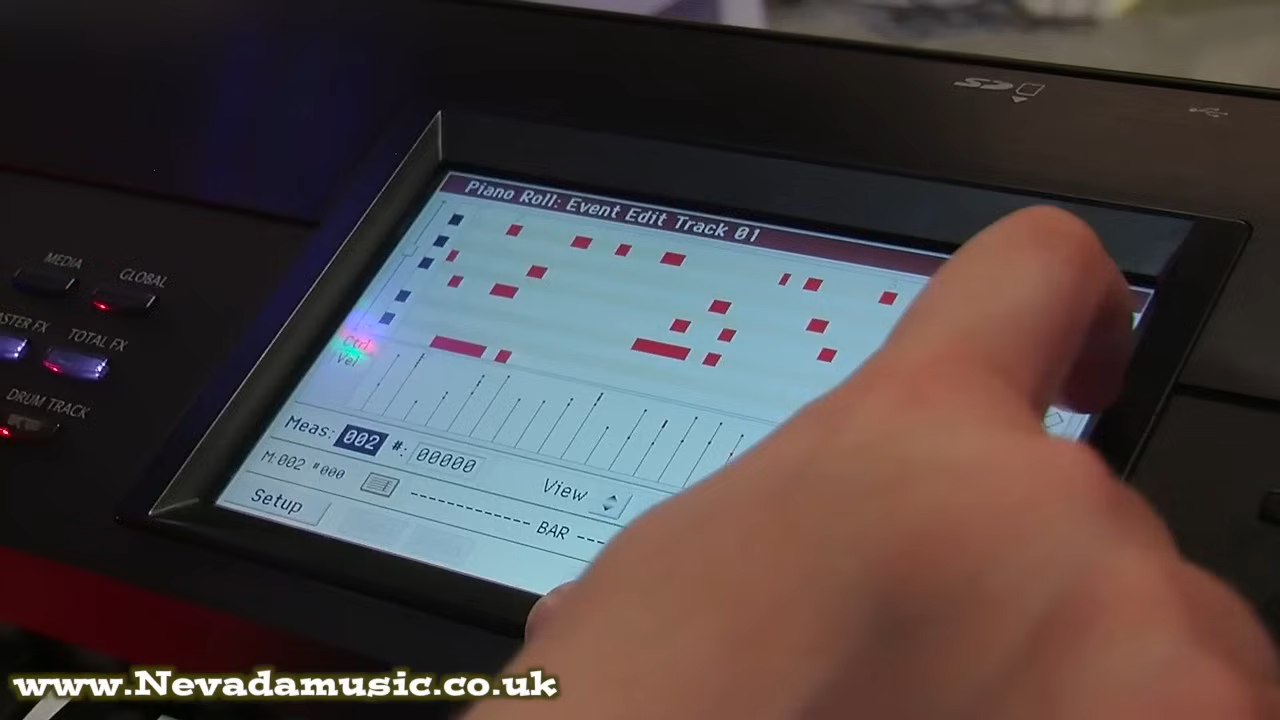 SD
Piano Roll: Event Edit Track 01
MEDIA
GLOBAL
TOTAL FX
DRUM TRACK
Ctrl
Vel
Meas: 002 #: 00000
M:002 #000
View
Setup
BAR
www.Nevadamusic.co.uk